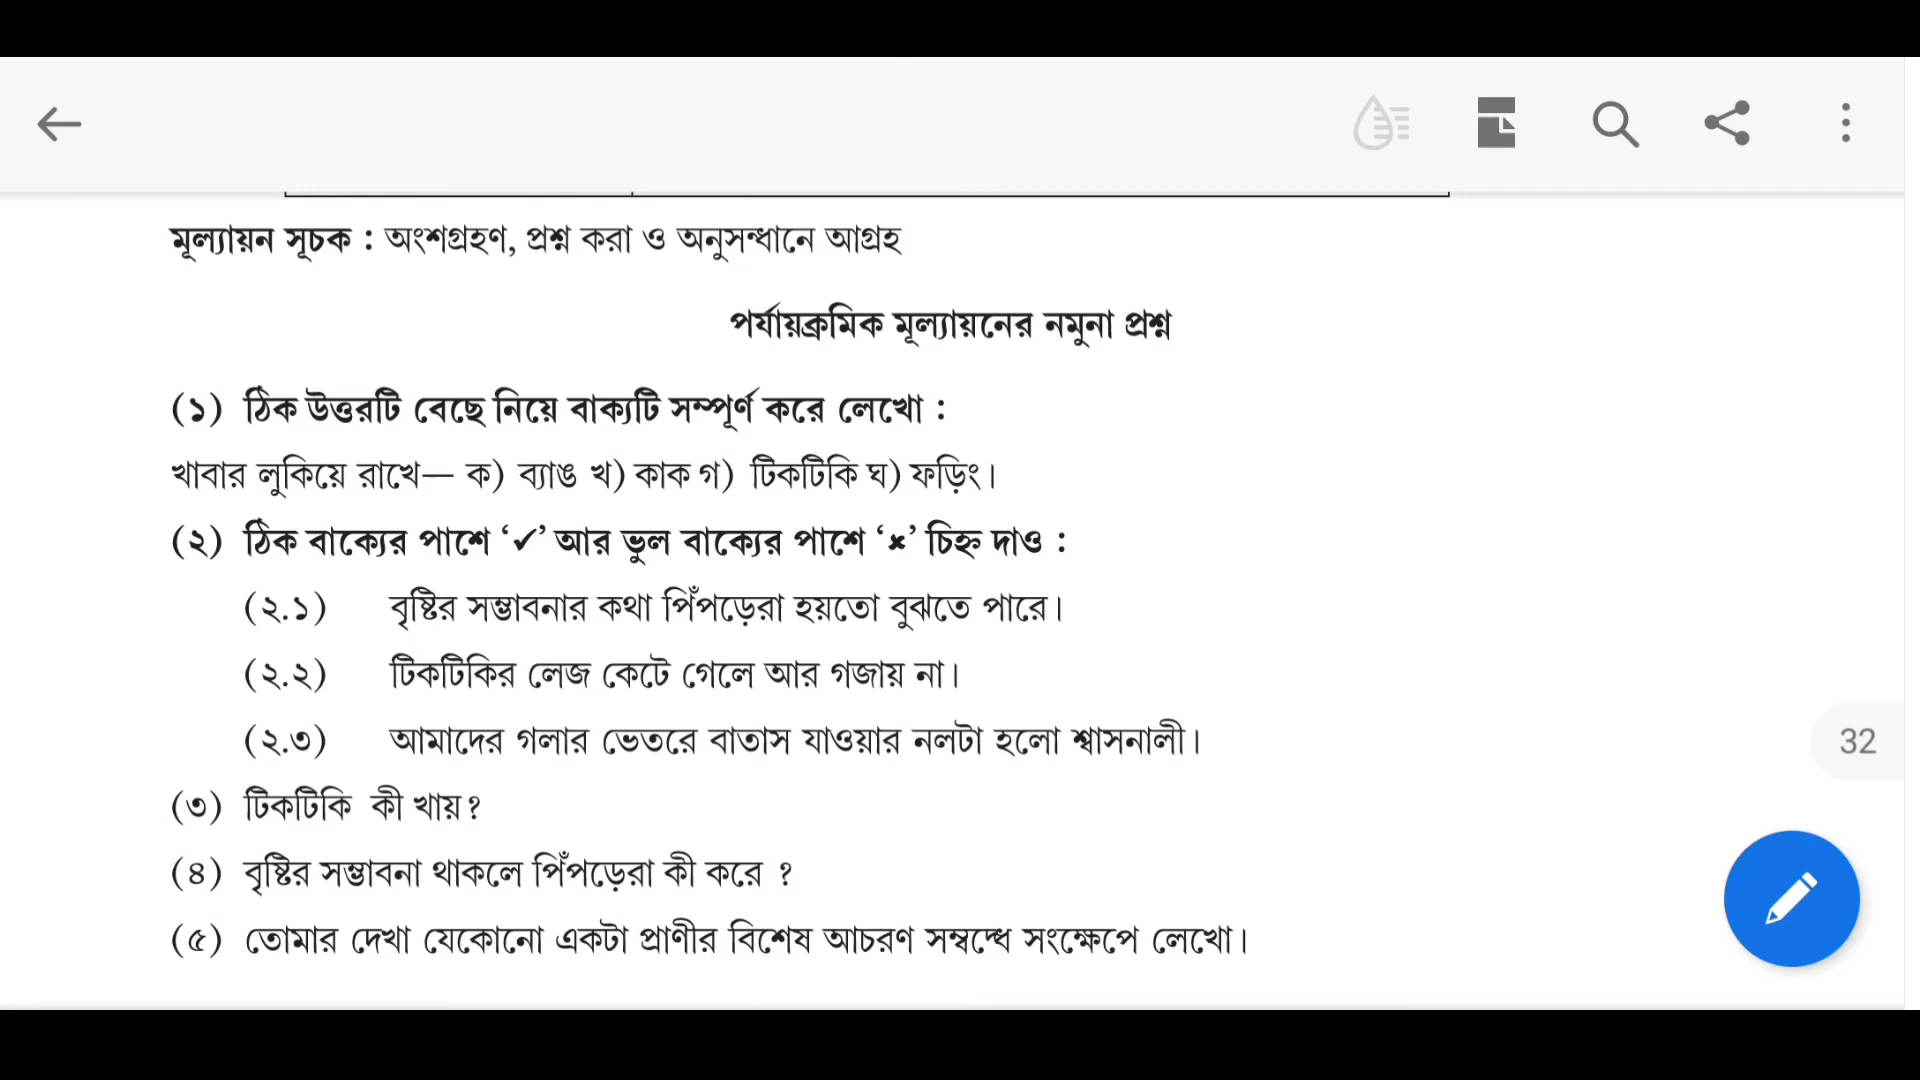 মূল্যায়ন সূচক : অংশগ্রহণ, প্রশ্ন করা ও অনুসন্ধানে আগ্রহ
পর্যায়ক্রমিক মূল্যায়নের নমুনা প্রশ্ন
(১) ঠিক উত্তরটি বেছে নিয়ে বাক্যটি সম্পূর্ণ করে লেখো :
খাবার লুকিয়ে রাখে— ক) ব্যাঙ খ) কাক গ) টিকটিকি ঘ) ফড়িং।
(২) ঠিক বাক্যের পাশে ‘✓’ আর ভুল বাক্যের পাশে ‘✗’ চিহ্ন দাও :
(২.১) বৃষ্টির সম্ভাবনার কথা পিঁপড়েরা হয়তো বুঝতে পারে।
(২.২) টিকটিকির লেজ কেটে গেলে আর গজায় না।
(২.৩) আমাদের গলার ভেতরে বাতাস যাওয়ার নলটা হলো শ্বাসনালী।
32
(৩) টিকটিকি কী খায়?
(৪) বৃষ্টির সম্ভাবনা থাকলে পিঁপড়েরা কী করে ?
(৫) তোমার দেখা যেকোনো একটা প্রাণীর বিশেষ আচরণ সম্বন্ধে সংক্ষেপে লেখো।